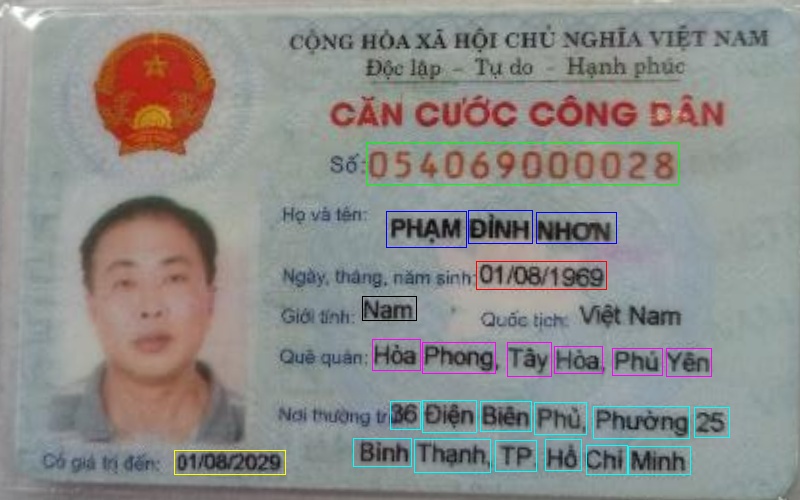 CỘNG HÒA XÃ HỘI CHỦ NGHĨA VIỆT NAM
Độc lập - Tự do - Hạnh phúc
CĂN CƯỚC CÔNG DÂN
Số: 054069000028
Họ và tên: PHẠM ĐÌNH NHƠN
Ngày, tháng, năm sinh: 01/08/1969
Giới tính: Nam Quốc tịch: Việt Nam
Quê quán: Hòa Phong, Tây Hòa, Phú Yên
Nơi thường trú: 36 Điện Biên Phủ, Phường 25
Bình Thạnh, TP. Hồ Chí Minh
Có giá trị đến: 01/08/2029